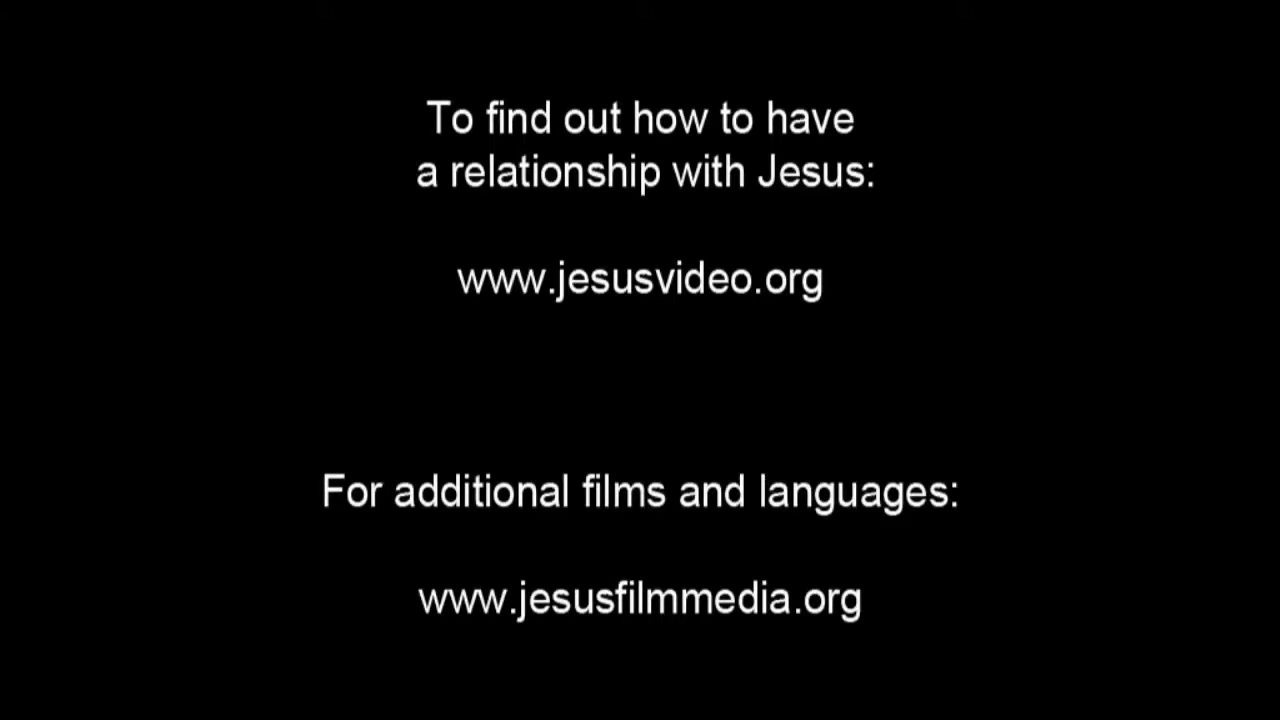 To find out how to have
a relationship with Jesus:
www.jesusvideo.org
For additional films and languages:
www.jesusfilmmedia.org